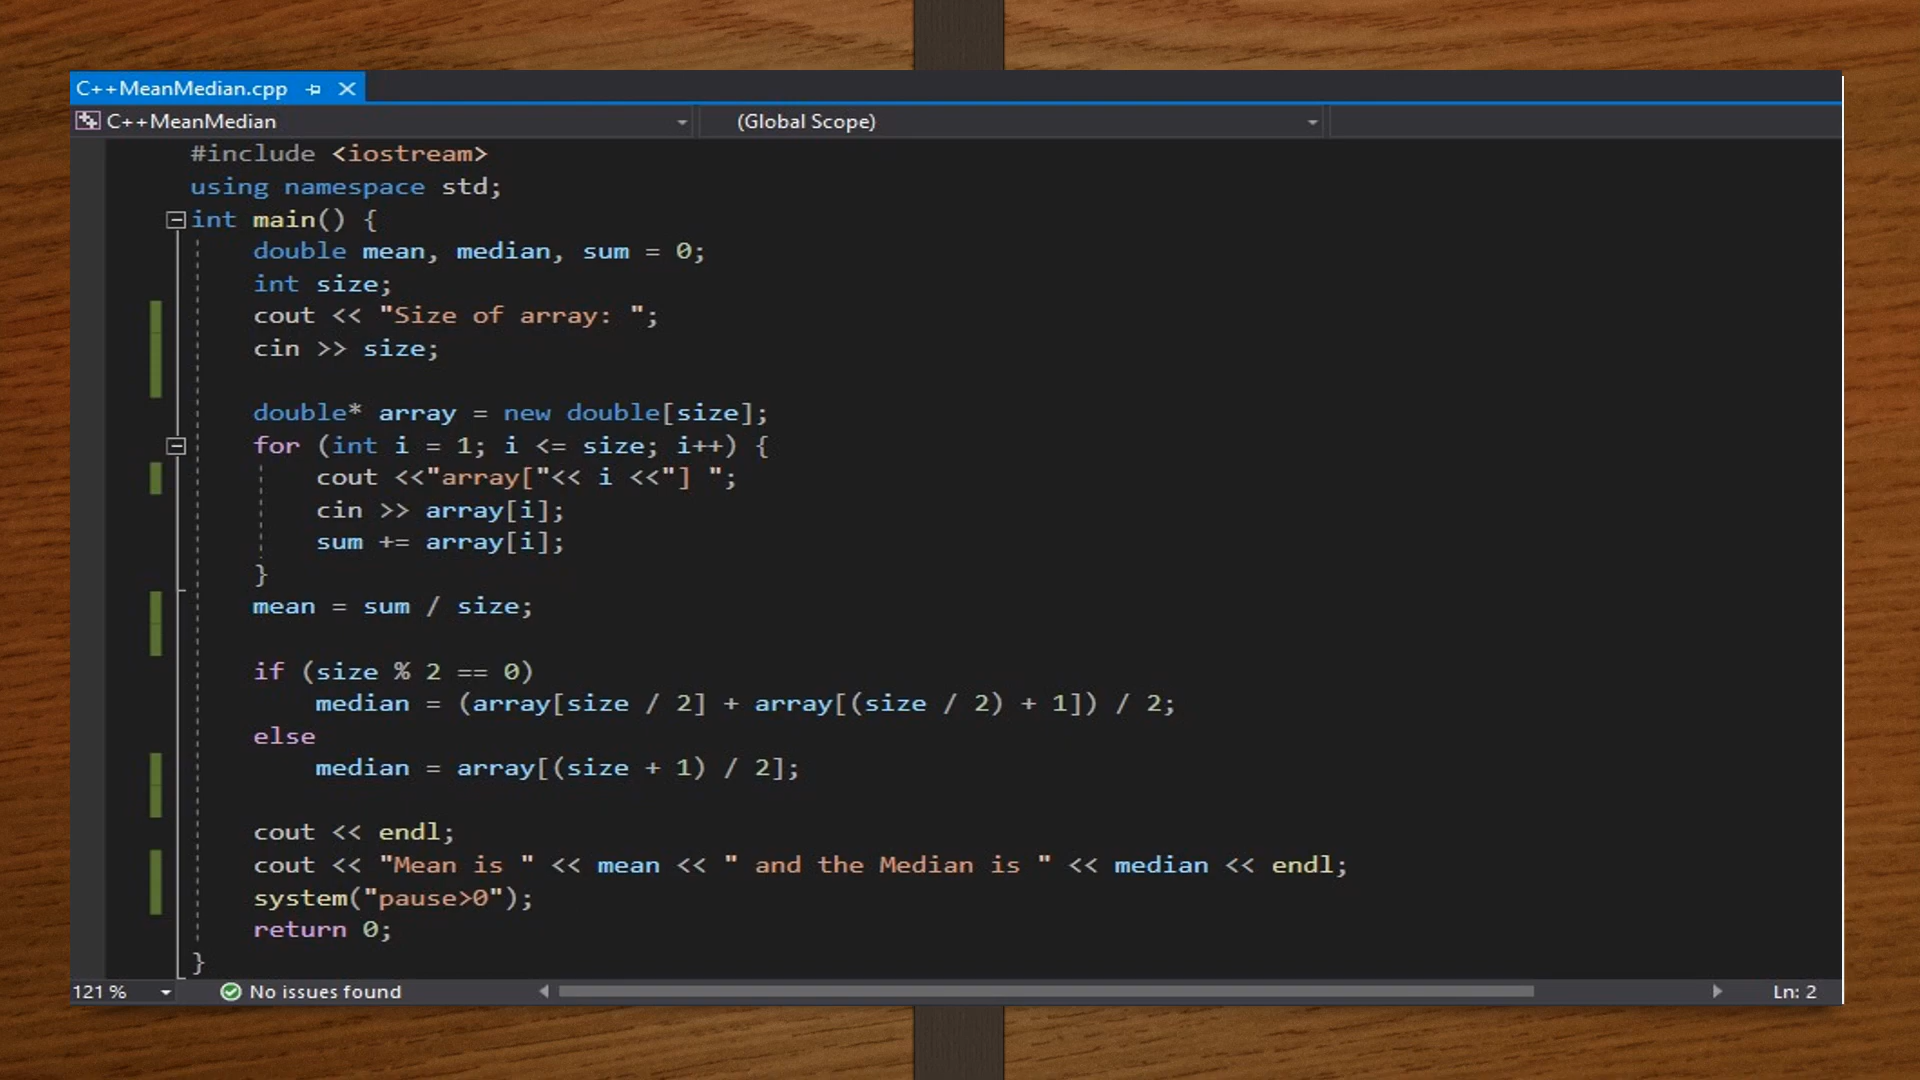 C++MeanMedian.cpp
C++MeanMedian (Global Scope)
#include <iostream>
using namespace std;
int main() {
    double mean, median, sum = 0;
    int size;
    cout << "Size of array: ";
    cin >> size;

    double* array = new double[size];
    for (int i = 1; i <= size; i++) {
        cout <<"array["<< i <<"] ";
        cin >> array[i];
        sum += array[i];
    }
    mean = sum / size;

    if (size % 2 == 0)
        median = (array[size / 2] + array[(size / 2) + 1]) / 2;
    else
        median = array[(size + 1) / 2];

    cout << endl;
    cout << "Mean is " << mean << " and the Median is " << median << endl;
    system("pause>0");
    return 0;
}
121 % No issues found Ln: 2